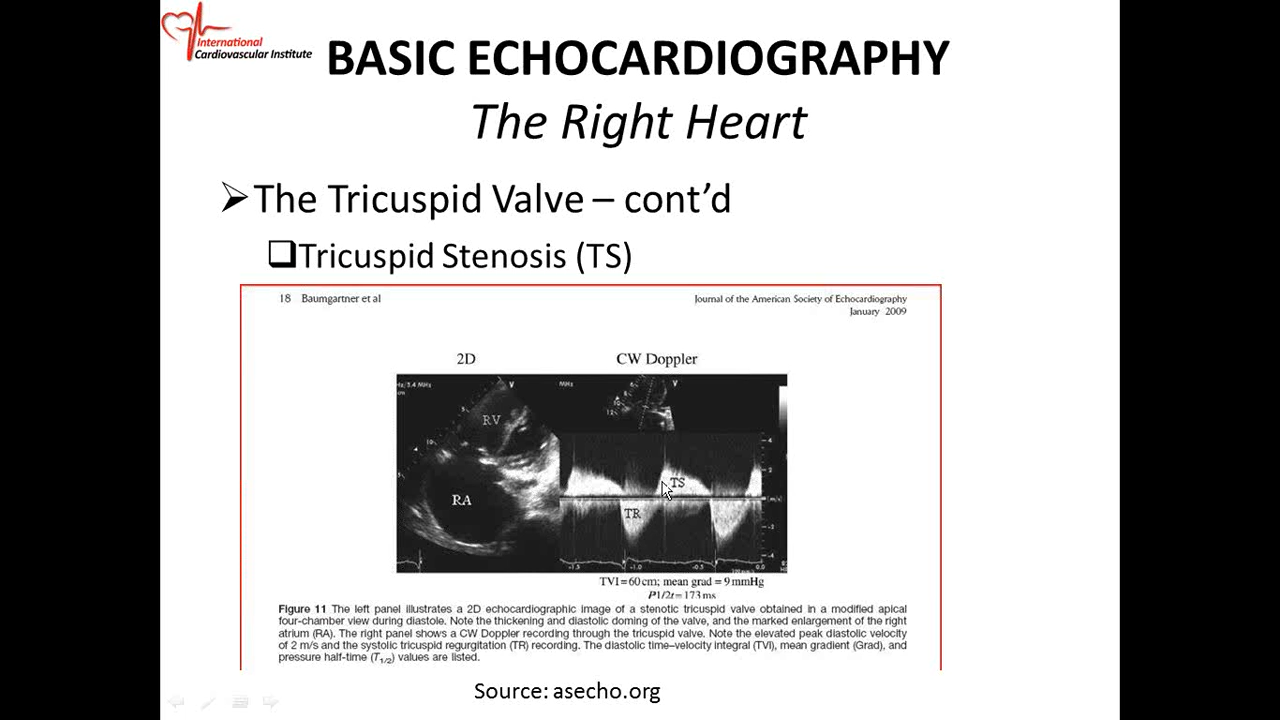 International
Cardiovascular Institute
BASIC ECHOCARDIOGRAPHY
The Right Heart
The Tricuspid Valve – cont’d
Tricuspid Stenosis (TS)
18 Baumgartner et al
Journal of the American Society of Echocardiography
January 2009
2D
CW Doppler
V
V
RV
RA
TS
TR
TVI=60cm; mean grad = 9 mmHg
P1/2t= 173 ms
Figure 11 The left panel illustrates a 2D echocardiographic image of a stenotic tricuspid valve obtained in a modified apical
four-chamber view during diastole. Note the thickening and diastolic doming of the valve, and the marked enlargement of the right
atrium (RA). The right panel shows a CW Doppler recording through the tricuspid valve. Note the elevated peak diastolic velocity
of 2 m/s and the systolic tricuspid regurgitation (TR) recording. The diastolic time–velocity integral (TVI), mean gradient (Grad), and
pressure half-time (T1/2) values are listed.
Source: asecho.org